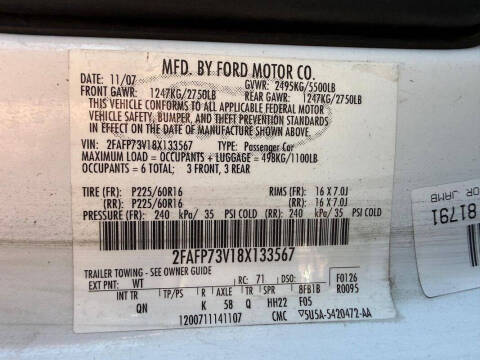 MFD. BY FORD MOTOR CO.
DATE: 11/07 GVWR: 2495KG/5500LB
FRONT GAWR: 1247KG/2750LB REAR GAWR: 1247KG/2750LB
THIS VEHICLE CONFORMS TO ALL APPLICABLE FEDERAL MOTOR
VEHICLE SAFETY, BUMPER, AND THEFT PREVENTION STANDARDS
IN EFFECT ON THE DATE OF MANUFACTURE SHOWN ABOVE.
VIN: 2FAFP73V18X133567 TYPE: Passenger Car
MAXIMUM LOAD = OCCUPANTS + LUGGAGE = 498KG/1100LB
OCCUPANTS = 6 TOTAL: 3 FRONT, 3 REAR
TIRE (FR): P225/60R16 RIMS (FR): 16 X 7.0J
(RR): P225/60R16 (RR): 16 X 7.0J
PRESSURE (FR): 240 kPa/ 35 PSI COLD (RR): 240 kPa/ 35 PSI COLD
2FAFP73V18X133567
TRAILER TOWING - SEE OWNER GUIDE
EXT PNT: WT RC: 71 DSO: F0126
INT TR TP/PS R AXLE TR SPR BFB1B R0095
QN K 58 Q HH22 F05
1200711141107 CMC 5U5A-5420472-AA
OR JAMB
81791